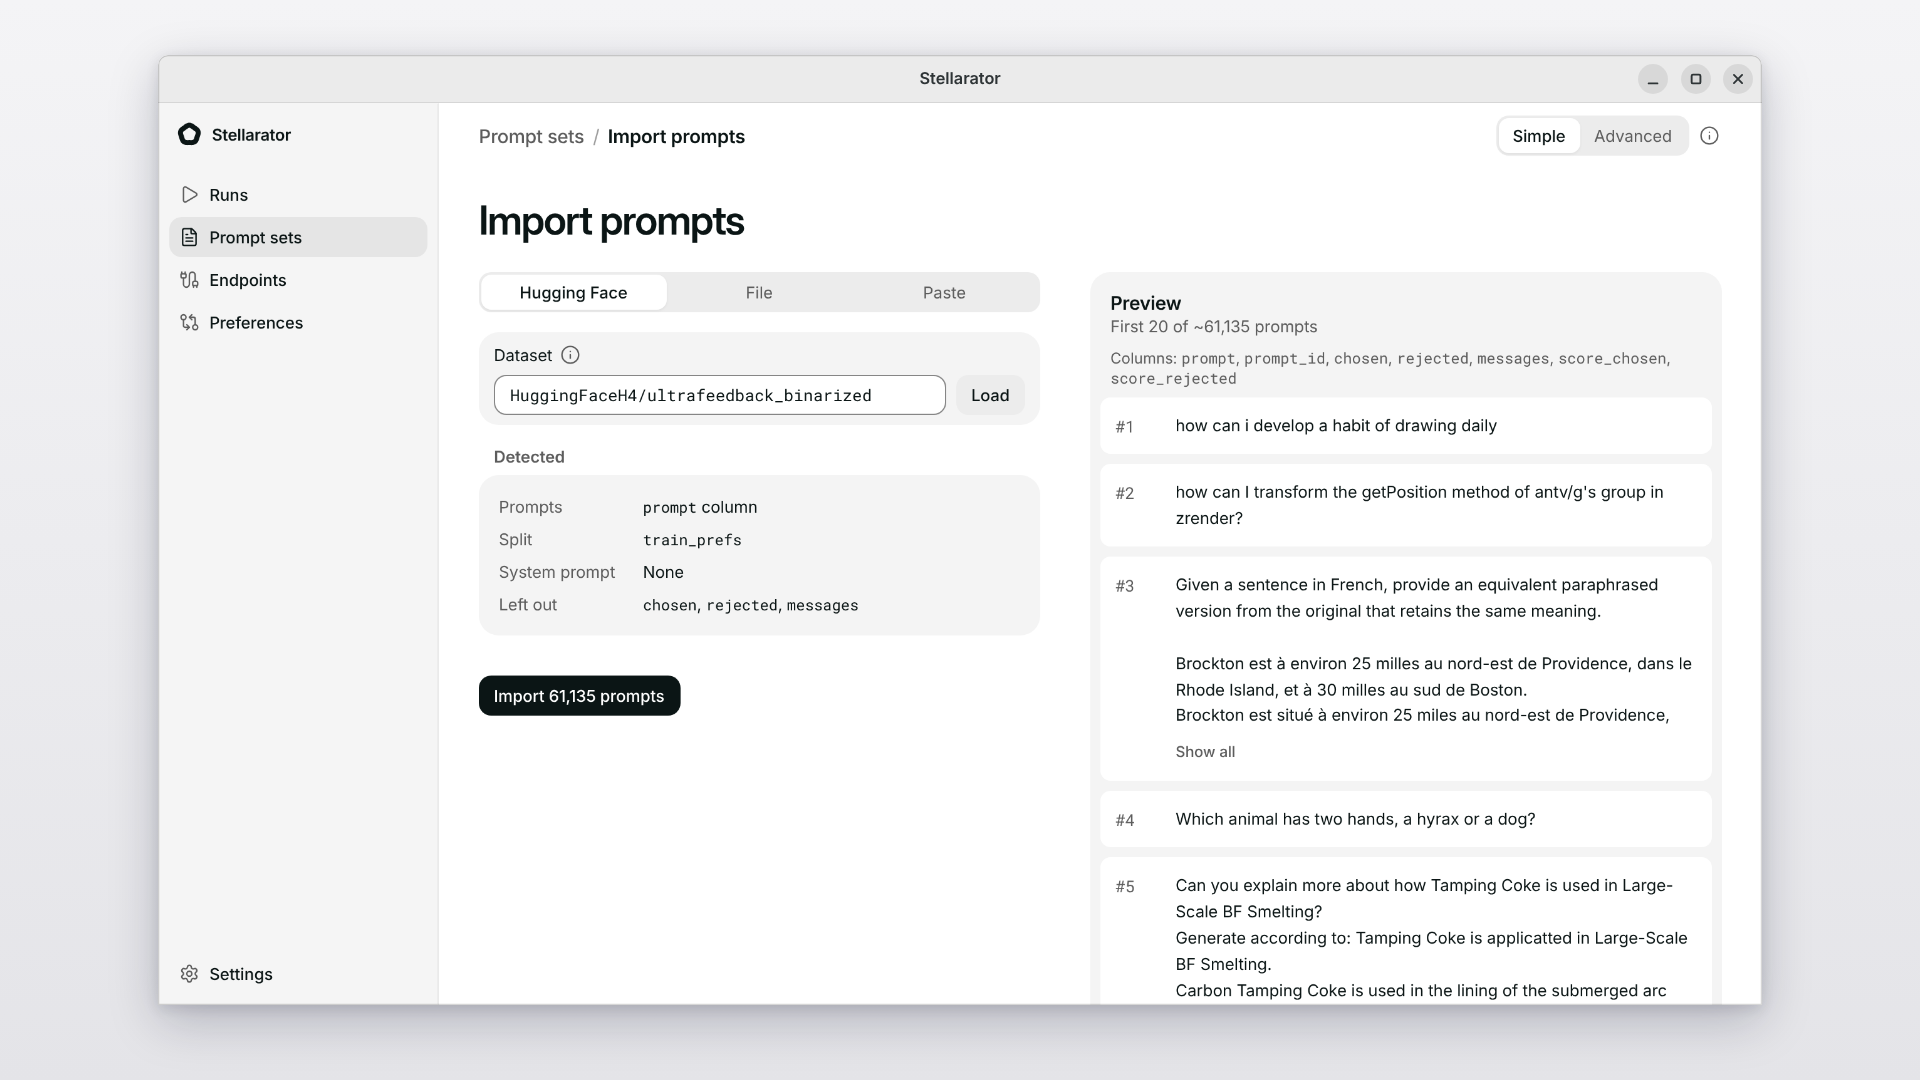 Stellarator
Stellarator
Runs
Prompt sets
Endpoints
Preferences
Settings
Prompt sets / Import prompts
Simple
Advanced
Import prompts
Hugging Face
File
Paste
Dataset
HuggingFaceH4/ultrafeedback_binarized
Load
Detected
Prompts prompt column
Split train_prefs
System prompt None
Left out chosen, rejected, messages
Import 61,135 prompts
Preview
First 20 of ~61,135 prompts
Columns: prompt, prompt_id, chosen, rejected, messages, score_chosen,
score_rejected
#1 how can i develop a habit of drawing daily
#2 how can I transform the getPosition method of antv/g's group in
zrender?
#3 Given a sentence in French, provide an equivalent paraphrased
version from the original that retains the same meaning.
Brockton est à environ 25 milles au nord-est de Providence, dans le
Rhode Island, et à 30 milles au sud de Boston.
Brockton est situé à environ 25 miles au nord-est de Providence,
Show all
#4 Which animal has two hands, a hyrax or a dog?
#5 Can you explain more about how Tamping Coke is used in Large-
Scale BF Smelting?
Generate according to: Tamping Coke is applicatted in Large-Scale
BF Smelting.
Carbon Tamping Coke is used in the lining of the submerged arc